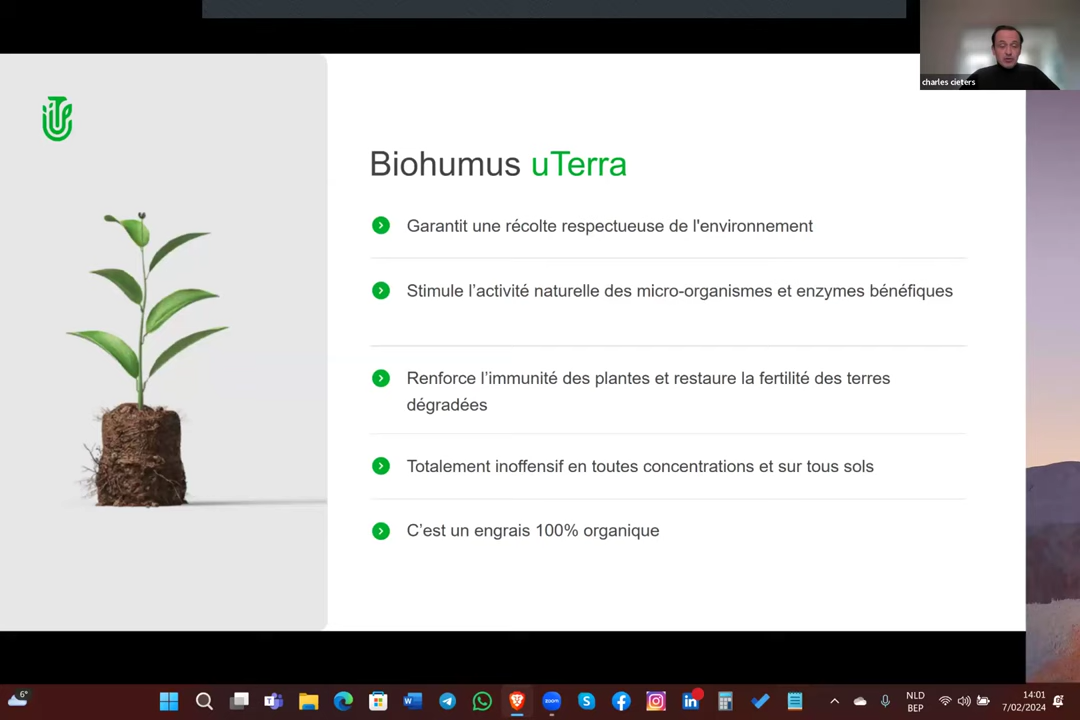 charles cieters
Biohumus uTerra
Garantit une récolte respectueuse de l'environnement
Stimule l’activité naturelle des micro-organismes et enzymes bénéfiques
Renforce l’immunité des plantes et restaure la fertilité des terres
dégradées
Totalement inoffensif en toutes concentrations et sur tous sols
C’est un engrais 100% organique
6°
zoom
NLD
BEP
14:01
7/02/2024